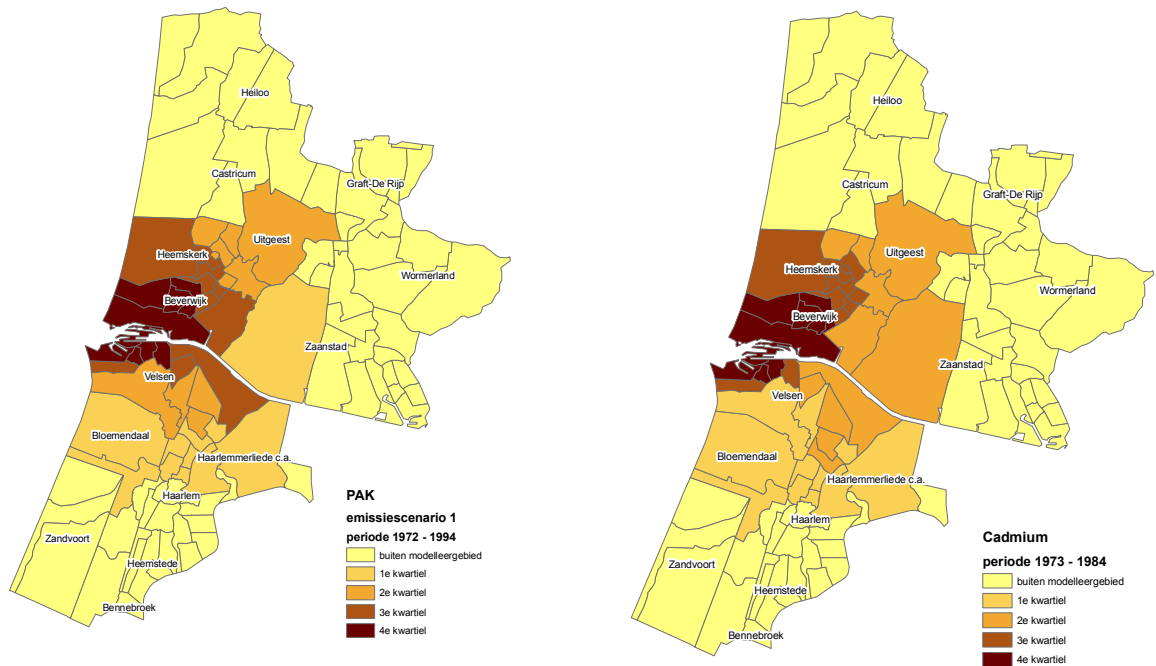 Heiloo
Castricum
Graft-De Rijp
Uitgeest
Heemskerk
Wormerland
Beverwijk
Zaanstad
Velsen
Bloemendaal
Haarlemmerliede c.a.
Haarlem
Zandvoort
Heemstede
Bennebroek
PAK
emissiescenario 1
periode 1972 - 1994
buiten modelleergebied
1e kwartiel
2e kwartiel
3e kwartiel
4e kwartiel
Heiloo
Castricum
Graft-De Rijp
Uitgeest
Heemskerk
Wormerland
Beverwijk
Zaanstad
Velsen
Bloemendaal
Haarlemmerliede c.a.
Haarlem
Zandvoort
Heemstede
Bennebroek
Cadmium
periode 1973 - 1984
buiten modelleergebied
1e kwartiel
2e kwartiel
3e kwartiel
4e kwartiel